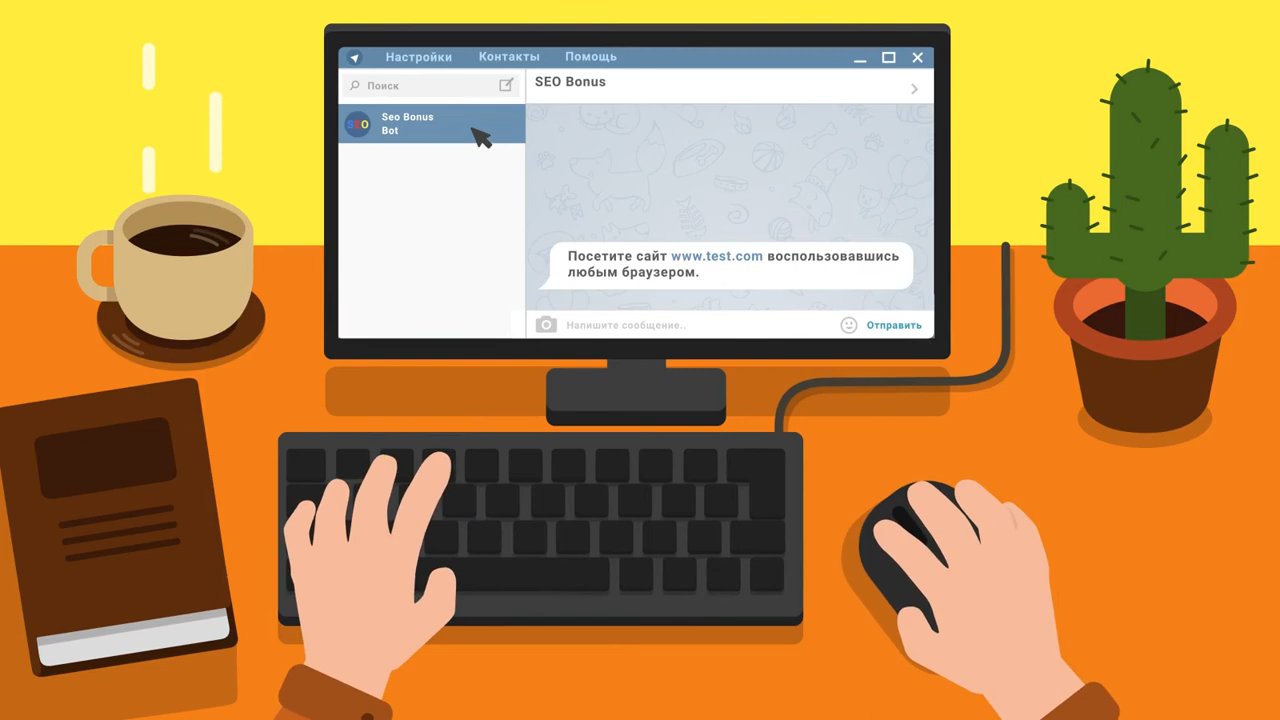 Настройки Контакты Помощь
Поиск
SEO Bonus
SEO
Seo Bonus
Bot
Посетите сайт www.test.com воспользовавшись
любым браузером.
Напишите сообщение..
Отправить